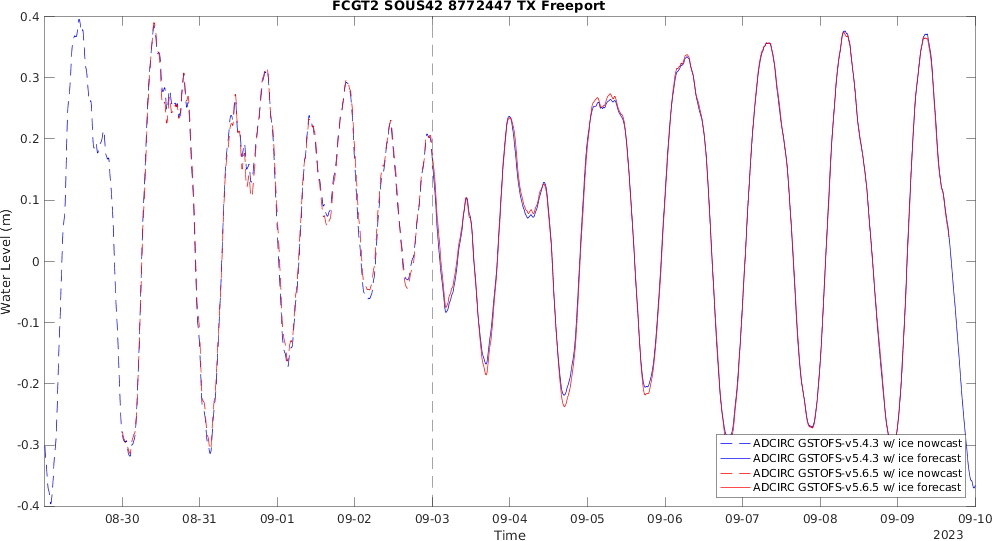 FCGT2 SOUS42 8772447 TX Freeport
0.4
0.3
0.2
0.1
0
-0.1
-0.2
-0.3
-0.4
Water Level (m)
ADCIRC GSTOFS-v5.4.3 w/ ice nowcast
ADCIRC GSTOFS-v5.4.3 w/ ice forecast
ADCIRC GSTOFS-v5.6.5 w/ ice nowcast
ADCIRC GSTOFS-v5.6.5 w/ ice forecast
08-30 08-31 09-01 09-02 09-03 09-04 09-05 09-06 09-07 09-08 09-09 09-10
Time
2023